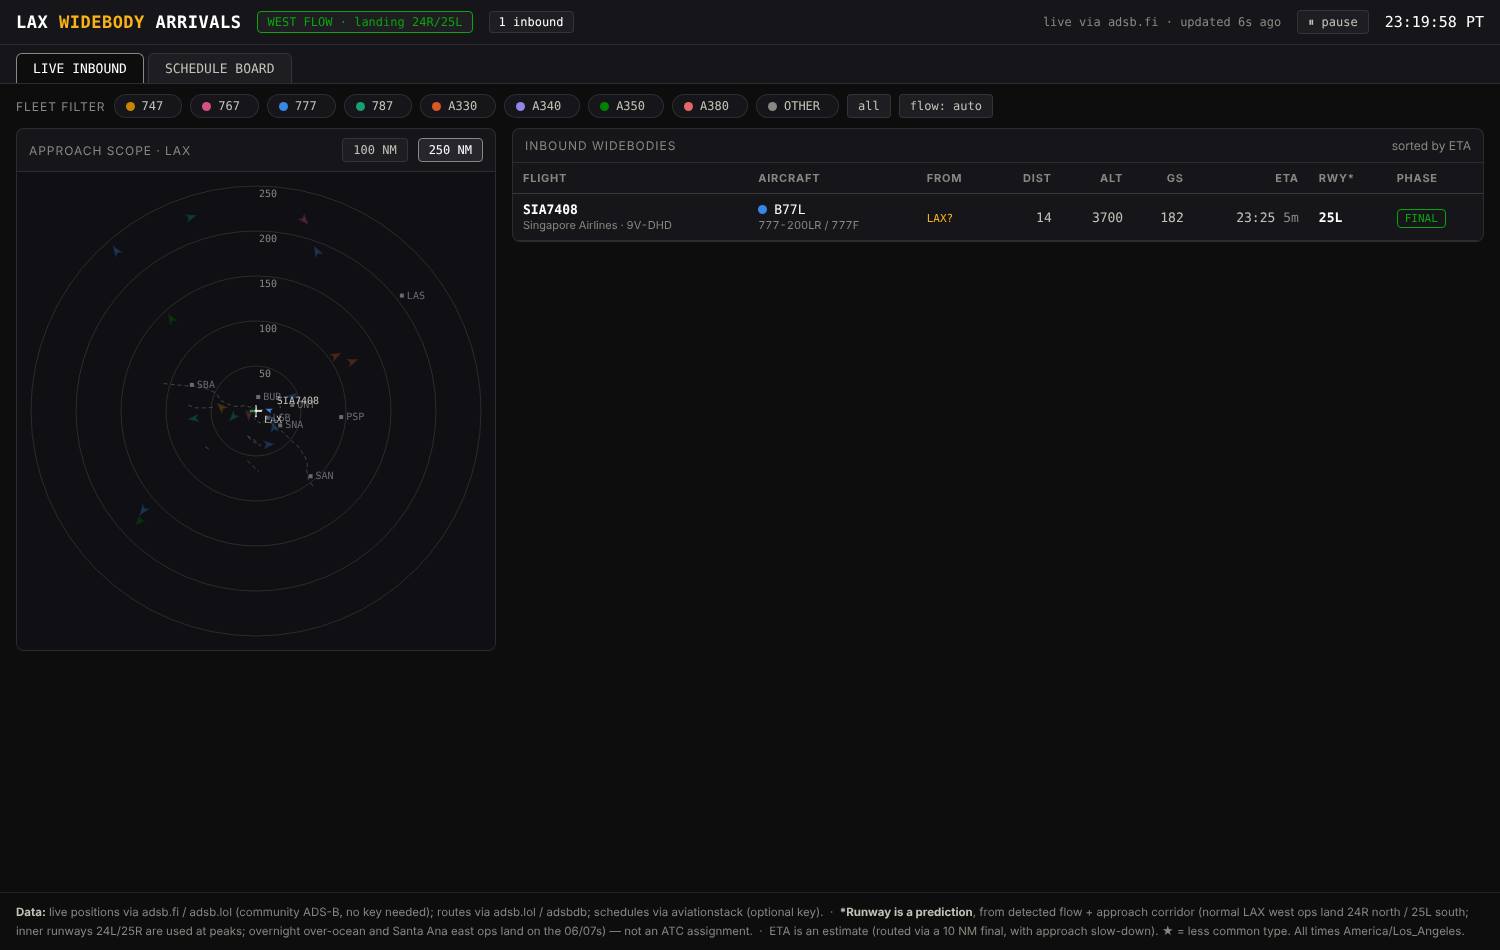 LAX WIDEBODY ARRIVALS
WEST FLOW · landing 24R/25L
1 inbound
live via adsb.fi · updated 6s ago
⏸ pause
23:19:58 PT
LIVE INBOUND
SCHEDULE BOARD
FLEET FILTER
747
767
777
787
A330
A340
A350
A380
OTHER
all
flow: auto
APPROACH SCOPE · LAX
100 NM
250 NM
250
200
150
100
50
LAS
SBA
BUR
SIA7408
ONT
LAX
LGB
SNA
PSP
SAN
INBOUND WIDEBODIES
sorted by ETA
FLIGHT AIRCRAFT FROM DIST ALT GS ETA RWY* PHASE
SIA7408 B77L LAX? 14 3700 182 23:25 5m 25L FINAL
Singapore Airlines · 9V-DHD 777-200LR / 777F
Data: live positions via adsb.fi / adsb.lol (community ADS-B, no key needed); routes via adsb.lol / adsbdb; schedules via aviationstack (optional key). · *Runway is a prediction, from detected flow + approach corridor (normal LAX west ops land 24R north / 25L south;
inner runways 24L/25R are used at peaks; overnight over-ocean and Santa Ana east ops land on the 06/07s) — not an ATC assignment. · ETA is an estimate (routed via a 10 NM final, with approach slow-down). ★ = less common type. All times America/Los_Angeles.